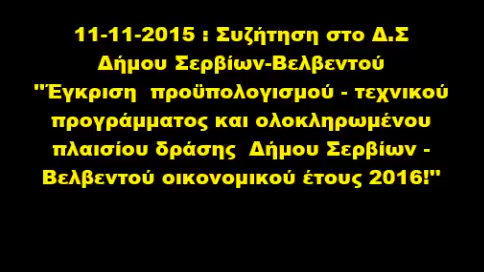 11-11-2015 : Συζήτηση στο Δ.Σ
Δήμου Σερβίων-Βελβεντού
"Έγκριση  προϋπολογισμού - τεχνικού
προγράμματος και ολοκληρωμένου
πλαισίου δράσης  Δήμου Σερβίων -
Βελβεντού οικονομικού έτους 2016!"